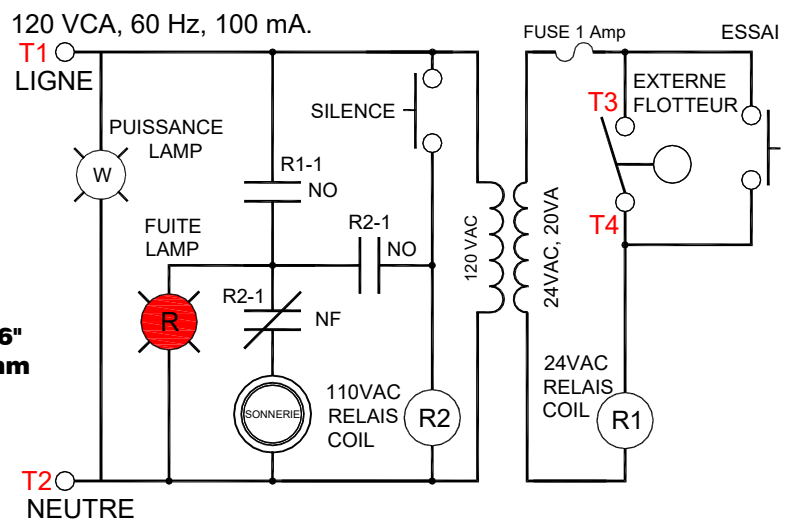 120 VCA, 60 Hz, 100 mA.
T1
LIGNE
PUISSANCE
LAMP
W
FUITE
LAMP
R
R1-1
NO
R2-1
NO
R2-1
NF
SONNERIE
SILENCE
110VAC
RELAIS
COIL
R2
120 VAC
24VAC, 20VA
FUSE 1 Amp
ESSAI
EXTERNE
FLOTTEUR
T3
T4
24VAC
RELAIS
COIL
R1
6"
T2
NEUTRE